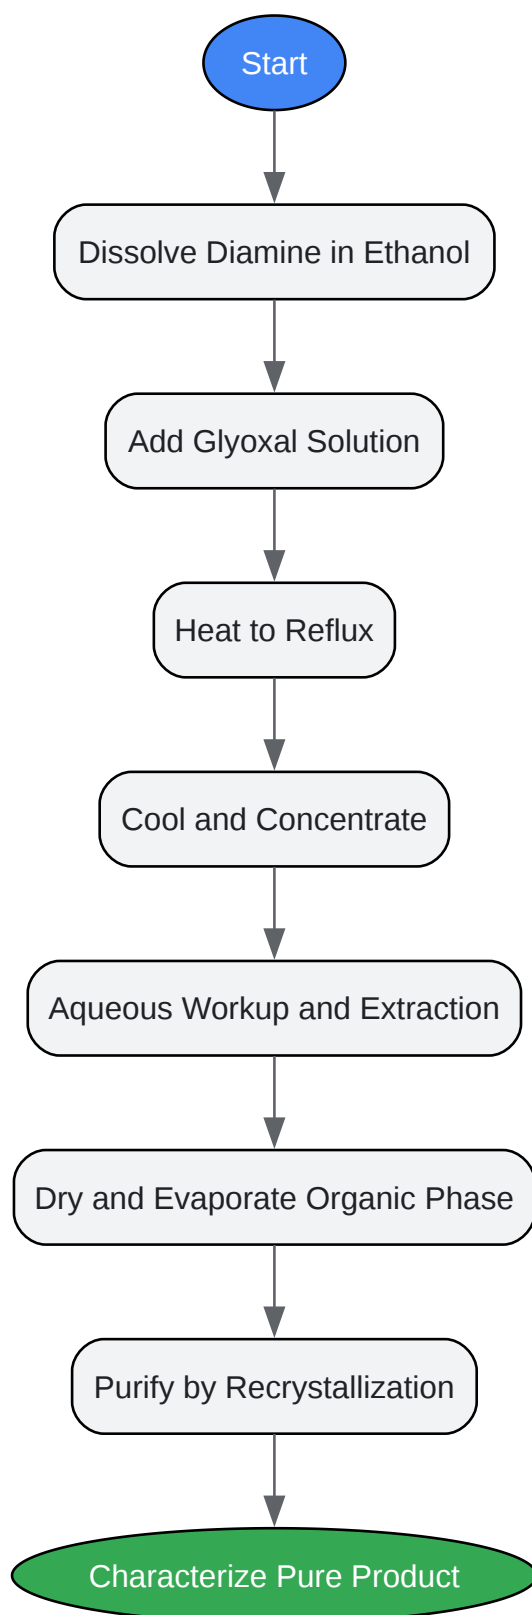 Start
Dissolve Diamine in Ethanol
Add Glyoxal Solution
Heat to Reflux
Cool and Concentrate
Aqueous Workup and Extraction
Dry and Evaporate Organic Phase
Purify by Recrystallization
Characterize Pure Product